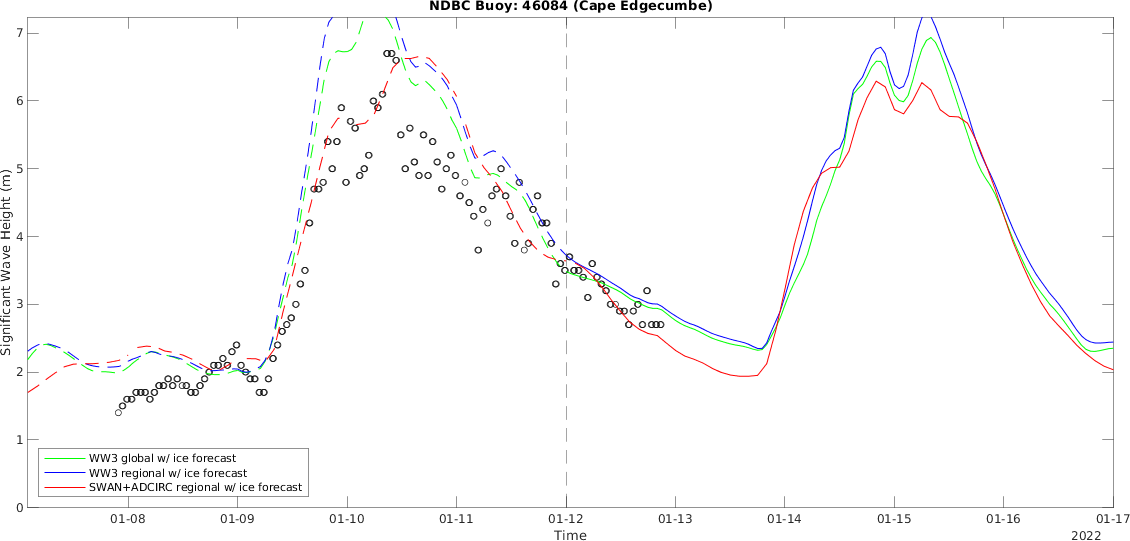 NDBC Buoy: 46084 (Cape Edgecumbe)
Significant Wave Height (m)
7
6
5
4
3
2
1
0
WW3 global w/ ice forecast
WW3 regional w/ ice forecast
SWAN+ADCIRC regional w/ ice forecast
01-08 01-09 01-10 01-11 01-12 01-13 01-14 01-15 01-16 01-17
Time
2022